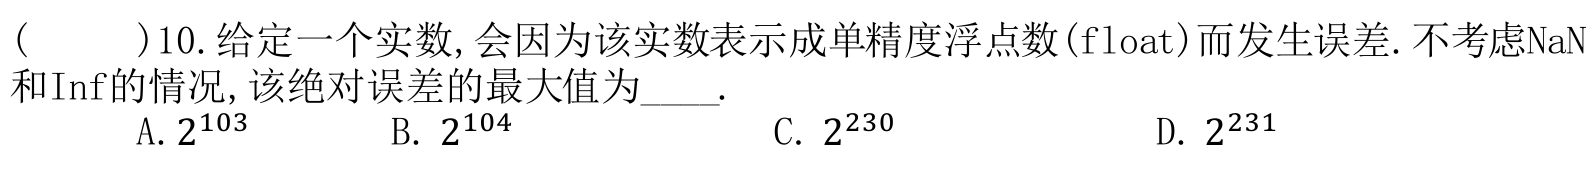 (    )10.给定一个实数,会因为该实数表示成单精度浮点数(float)而发生误差.不考虑NaN
和Inf的情况,该绝对误差的最大值为____.
A. 2¹⁰³ B. 2¹⁰⁴ C. 2²³⁰ D. 2²³¹